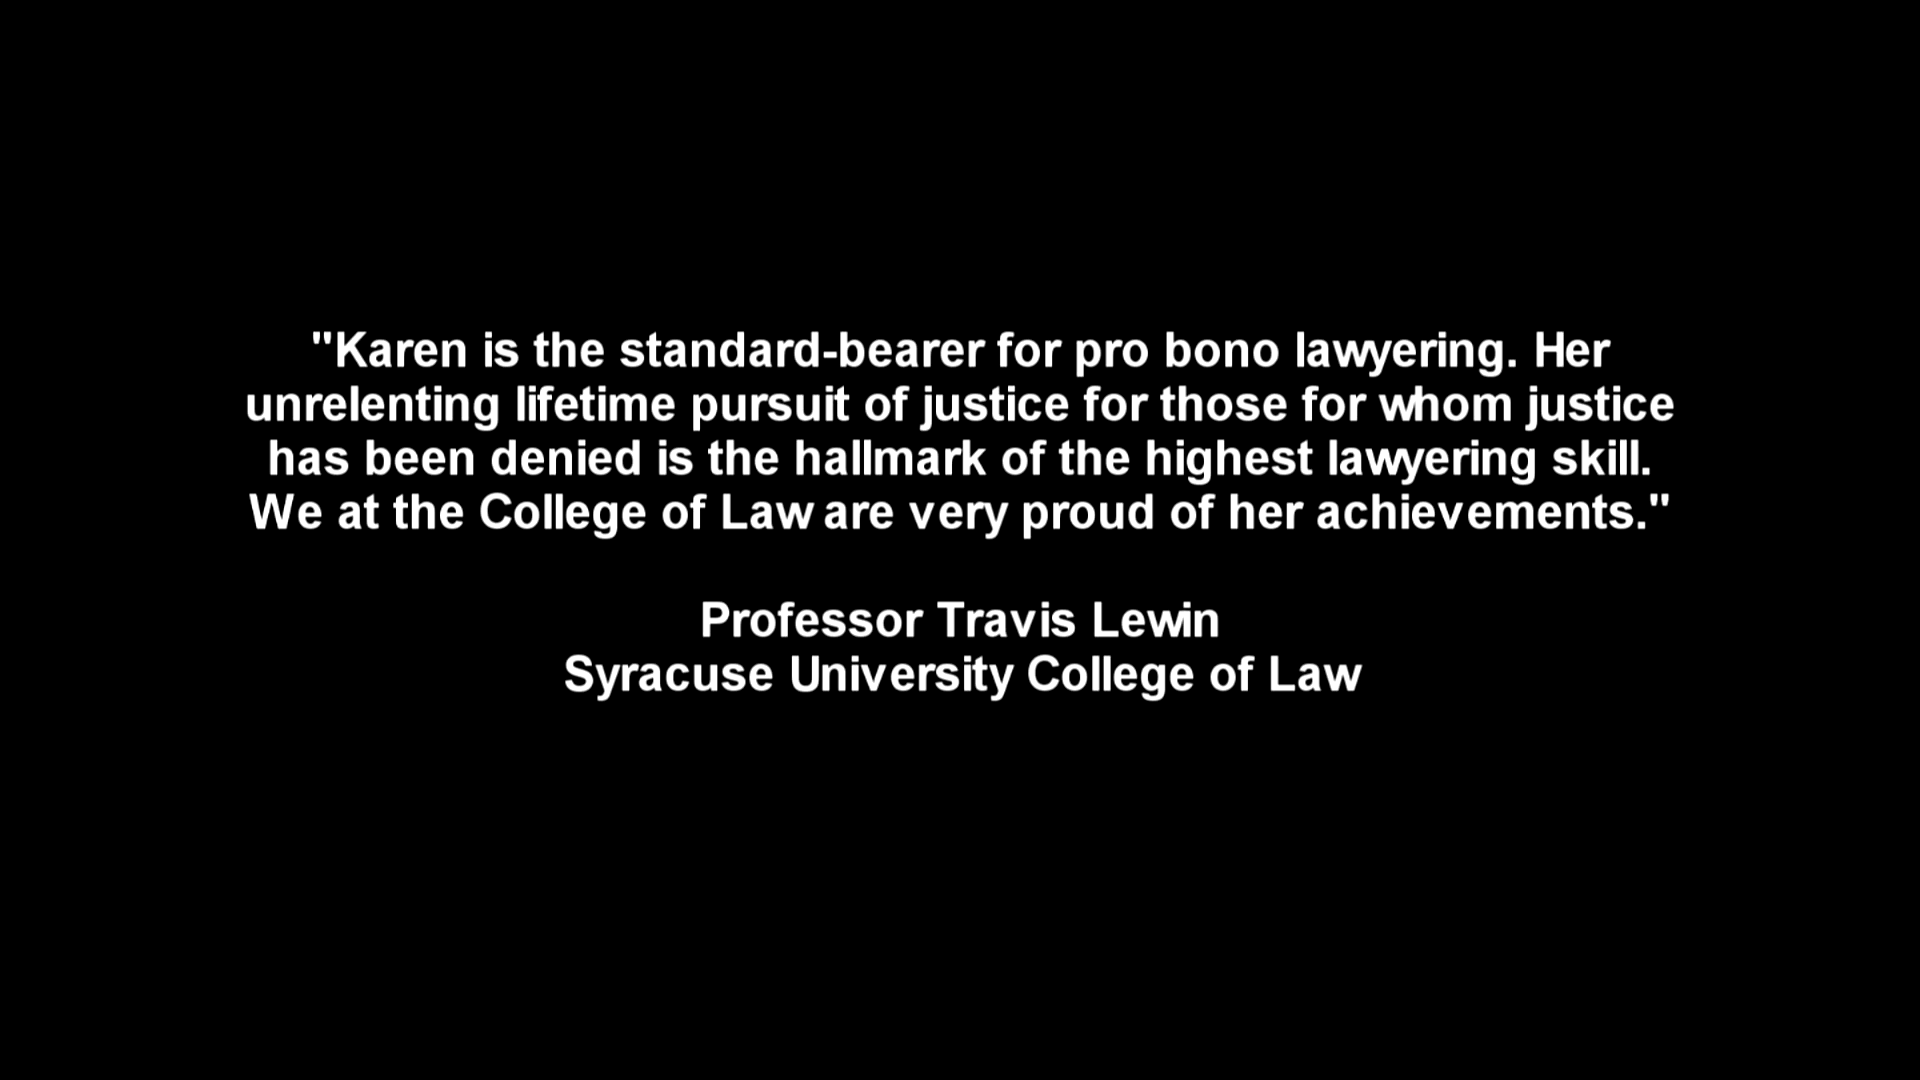 "Karen is the standard-bearer for pro bono lawyering. Her
unrelenting lifetime pursuit of justice for those for whom justice
has been denied is the hallmark of the highest lawyering skill.
We at the College of Law are very proud of her achievements."
Professor Travis Lewin
Syracuse University College of Law